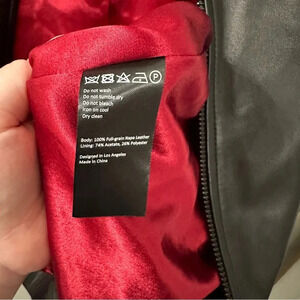 Do not wash
Do not tumble dry
Do not bleach
Iron on cool
Dry clean
Body: 100% Full-grain Napa Leather
Lining: 74% Acetate, 26% Polyester
Designed in Los Angeles
Made in China